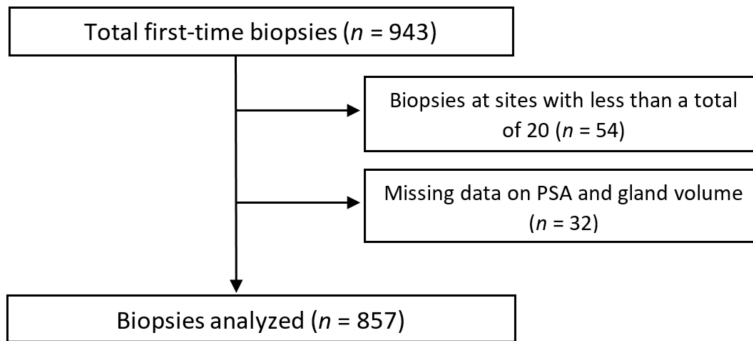 Total first-time biopsies (n = 943)
Biopsies at sites with less than a total
of 20 (n = 54)
Missing data on PSA and gland volume
(n = 32)
Biopsies analyzed (n = 857)